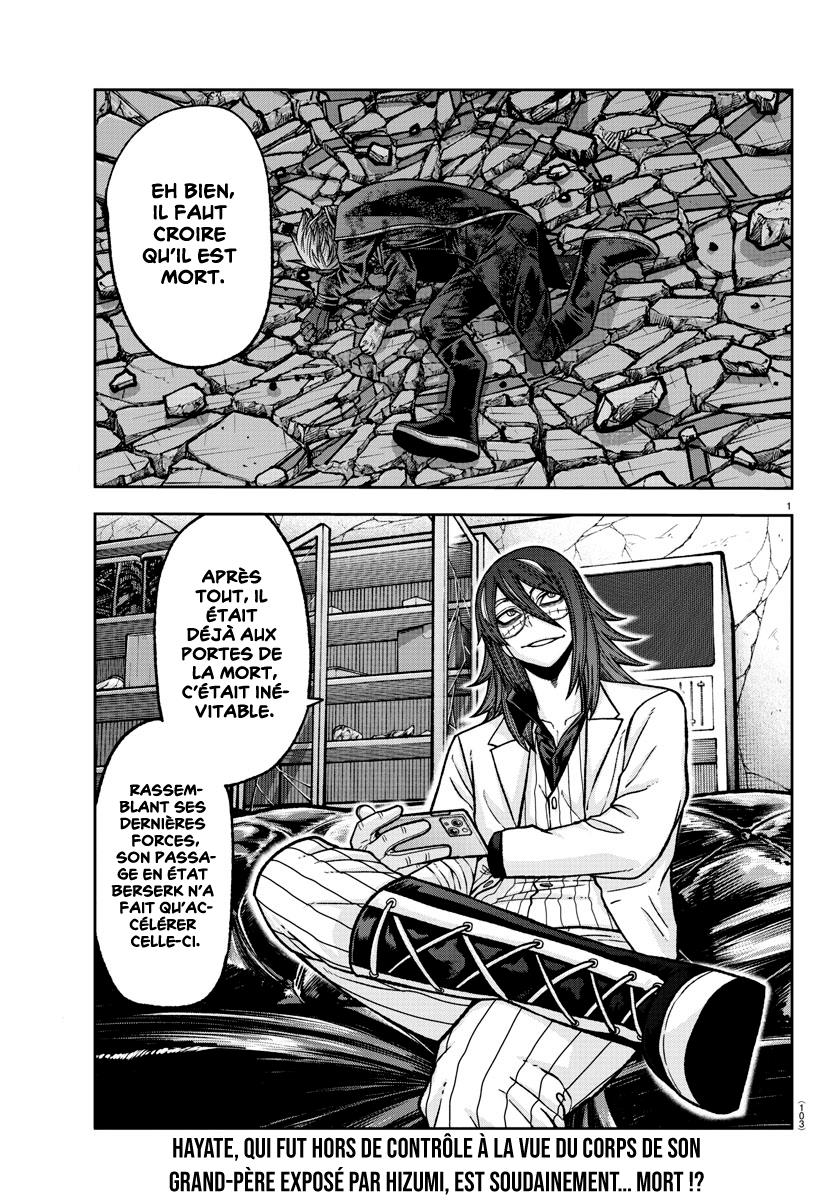 EH BIEN,
IL FAUT
CROIRE
QU'IL EST
MORT.
1
APRÈS
TOUT, IL
ÉTAIT
DÉJÀ AUX
PORTES DE
LA MORT,
C'ÉTAIT INÉ-
VITABLE.
RASSEM-
BLANT SES
DERNIÈRES
FORCES,
SON PASSA-
GE EN ÉTAT
BERSERK N'A
FAIT QU'AC-
CÉLÉRER
CELLE-CI.
(103)
HAYATE, QUI FUT HORS DE CONTRÔLE À LA VUE DU CORPS DE SON
GRAND-PÈRE EXPOSÉ PAR HIZUMI, EST SOUDAINEMENT... MORT !?